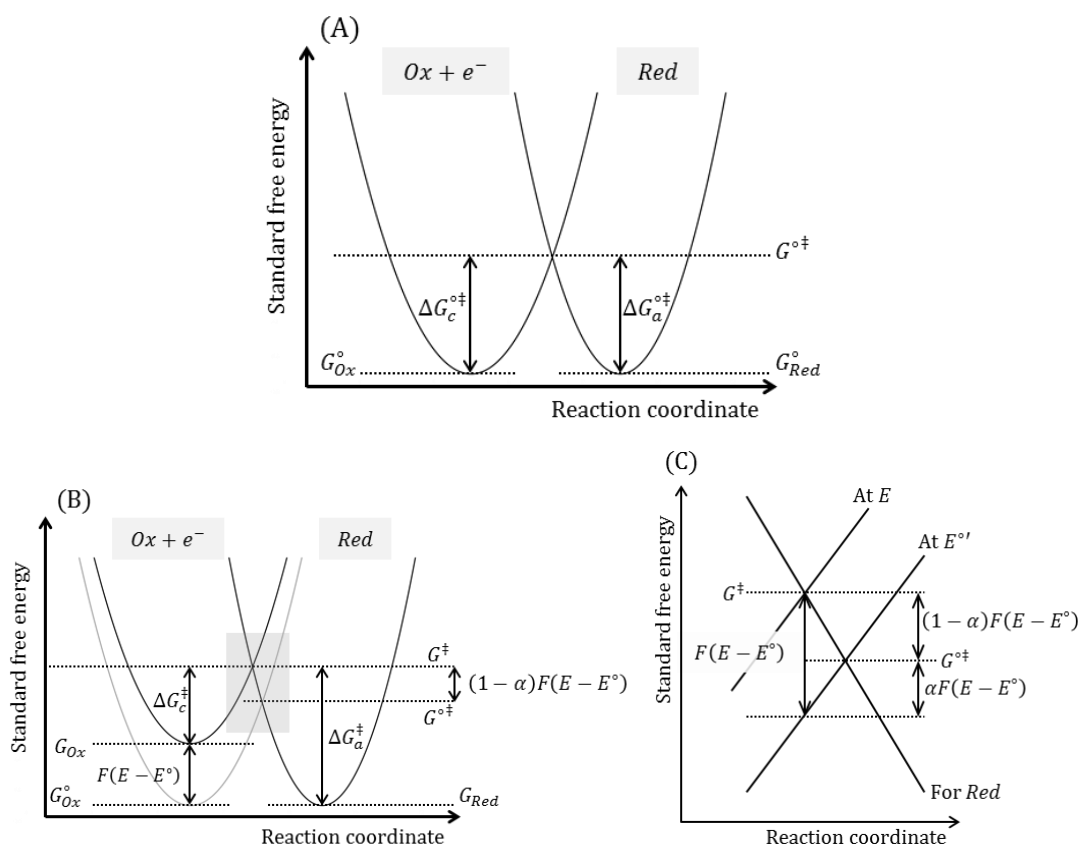 (A)
Ox + e⁻
Red
Standard free energy
G°‡
ΔG_c°‡
ΔG_a°‡
G°_Ox
G°_Red
Reaction coordinate
(B)
Ox + e⁻
Red
Standard free energy
G‡
(1 − α)F(E − E°)
G°‡
ΔG_c‡
ΔG_a‡
G_Ox
F(E − E°)
G°_Ox
G_Red
Reaction coordinate
(C)
At E
At E°′
Standard free energy
G‡
(1 − α)F(E − E°)
F(E − E°)
G°‡
αF(E − E°)
For Red
Reaction coordinate